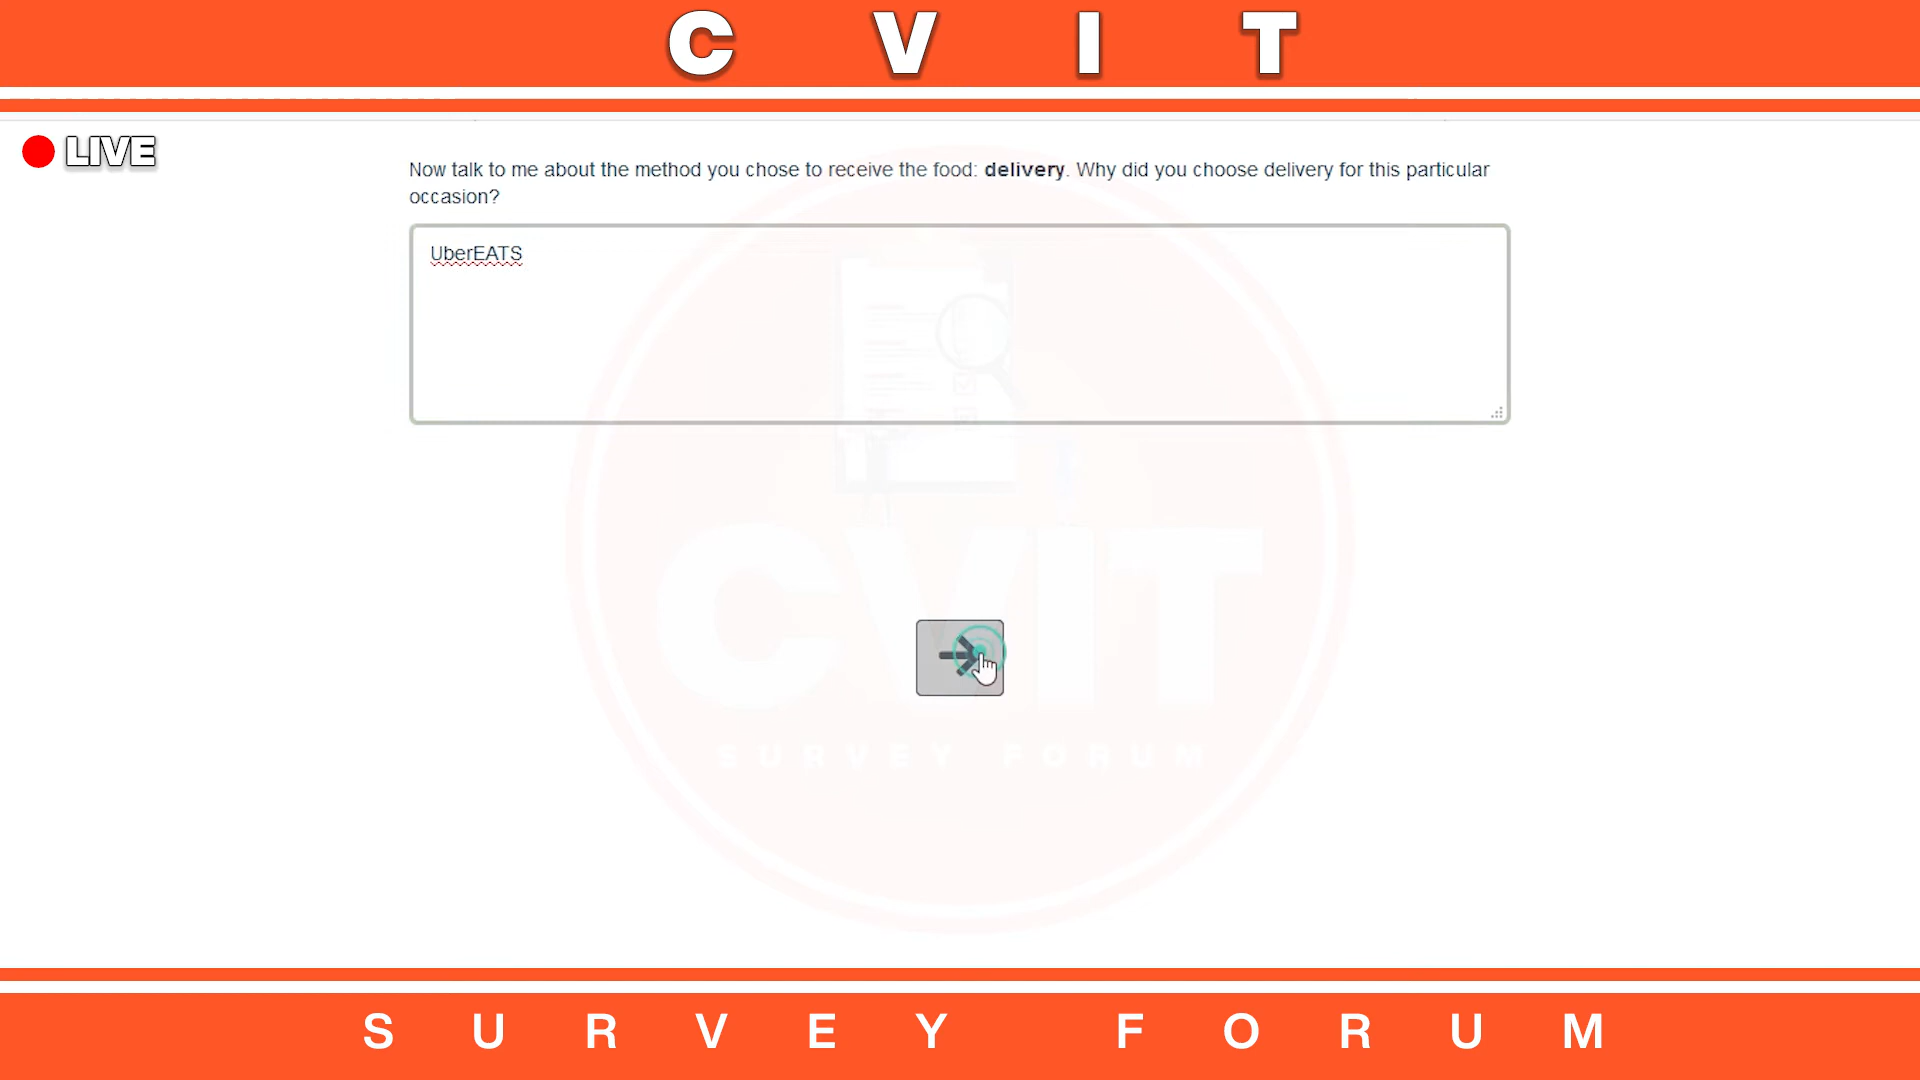 C V I T
LIVE
Now talk to me about the method you chose to receive the food: delivery. Why did you choose delivery for this particular
occasion?
UberEATS
CVIT
SURVEY FORUM
S U R V E Y F O R U M